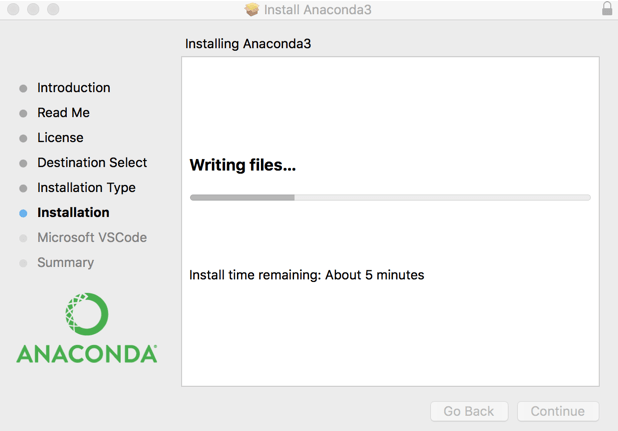 Install Anaconda3
Installing Anaconda3
Introduction
Read Me
License
Destination Select
Installation Type
Installation
Microsoft VSCode
Summary
ANACONDA
Writing files...
Install time remaining: About 5 minutes
Go Back
Continue